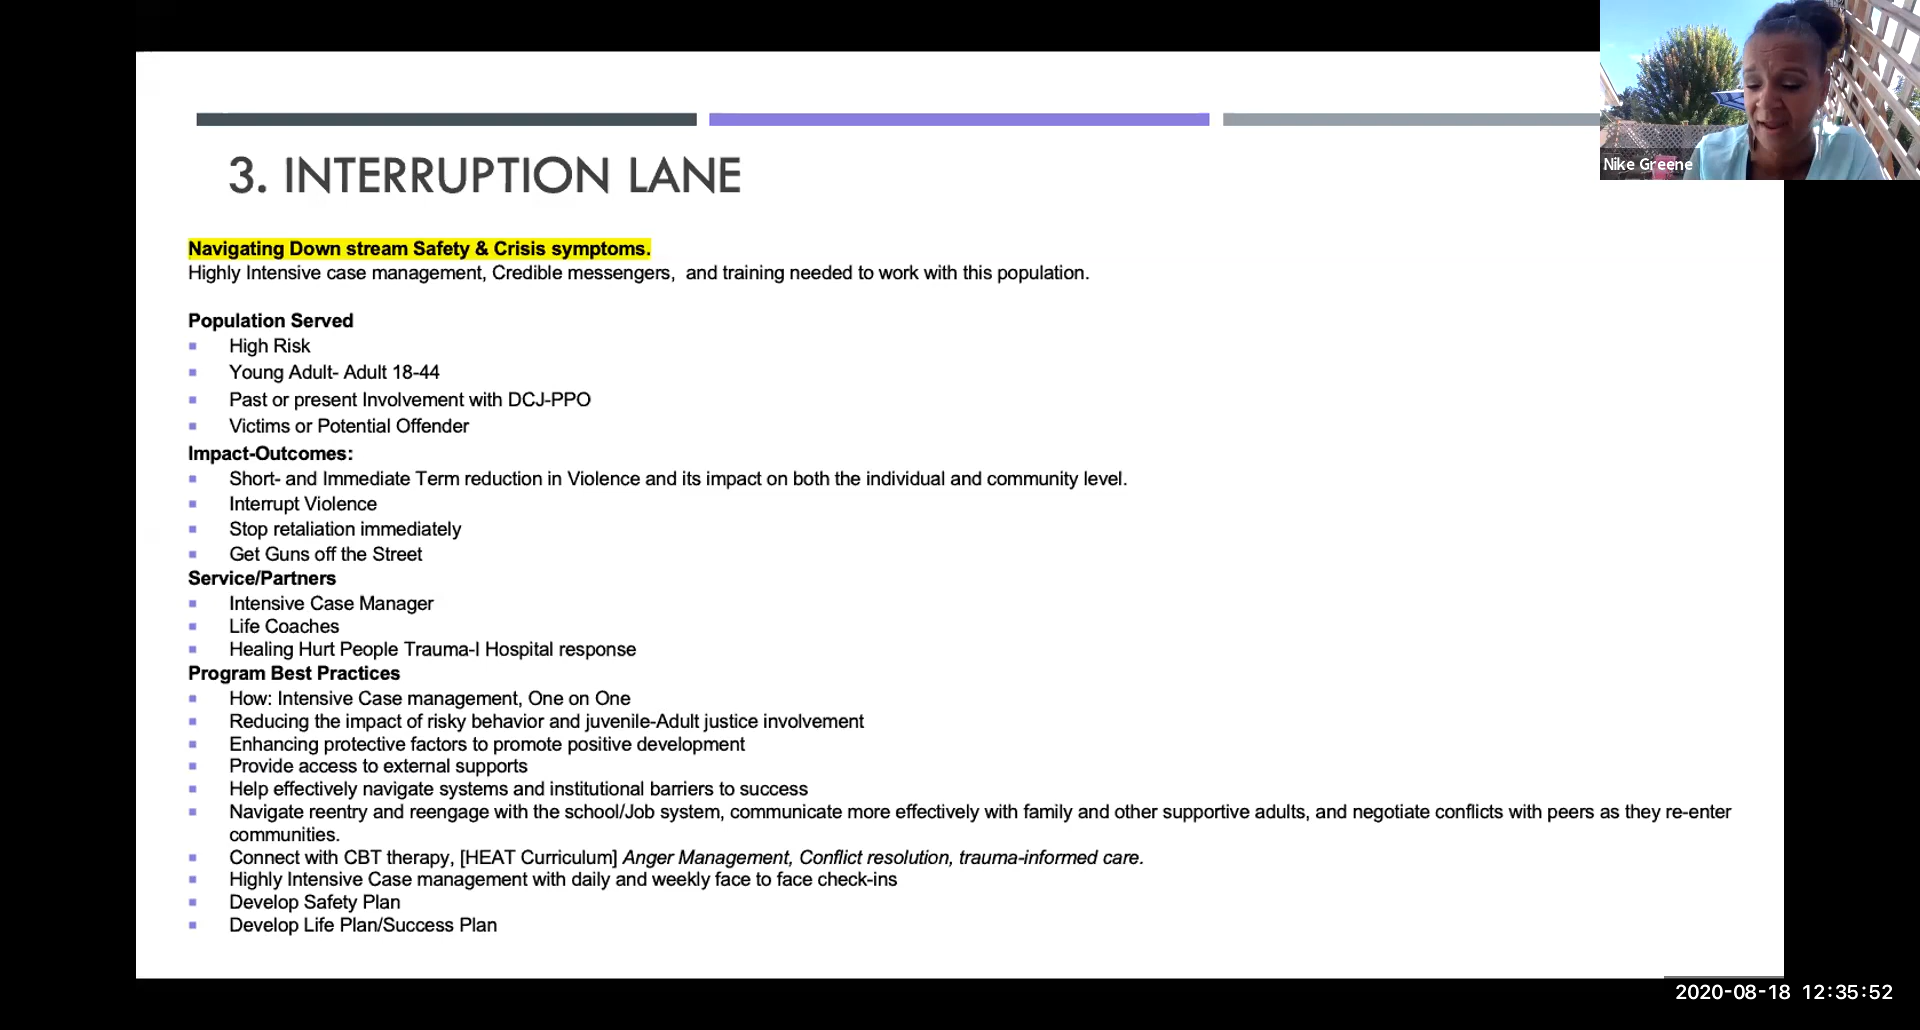 Nike Greene
3. INTERRUPTION LANE
Navigating Down stream Safety & Crisis symptoms.
Highly Intensive case management, Credible messengers,  and training needed to work with this population.
Population Served
High Risk
Young Adult- Adult 18-44
Past or present Involvement with DCJ-PPO
Victims or Potential Offender
Impact-Outcomes:
Short- and Immediate Term reduction in Violence and its impact on both the individual and community level.
Interrupt Violence
Stop retaliation immediately
Get Guns off the Street
Service/Partners
Intensive Case Manager
Life Coaches
Healing Hurt People Trauma-I Hospital response
Program Best Practices
How: Intensive Case management, One on One
Reducing the impact of risky behavior and juvenile-Adult justice involvement
Enhancing protective factors to promote positive development
Provide access to external supports
Help effectively navigate systems and institutional barriers to success
Navigate reentry and reengage with the school/Job system, communicate more effectively with family and other supportive adults, and negotiate conflicts with peers as they re-enter
communities.
Connect with CBT therapy, [HEAT Curriculum] Anger Management, Conflict resolution, trauma-informed care.
Highly Intensive Case management with daily and weekly face to face check-ins
Develop Safety Plan
Develop Life Plan/Success Plan
2020-08-18 12:35:52